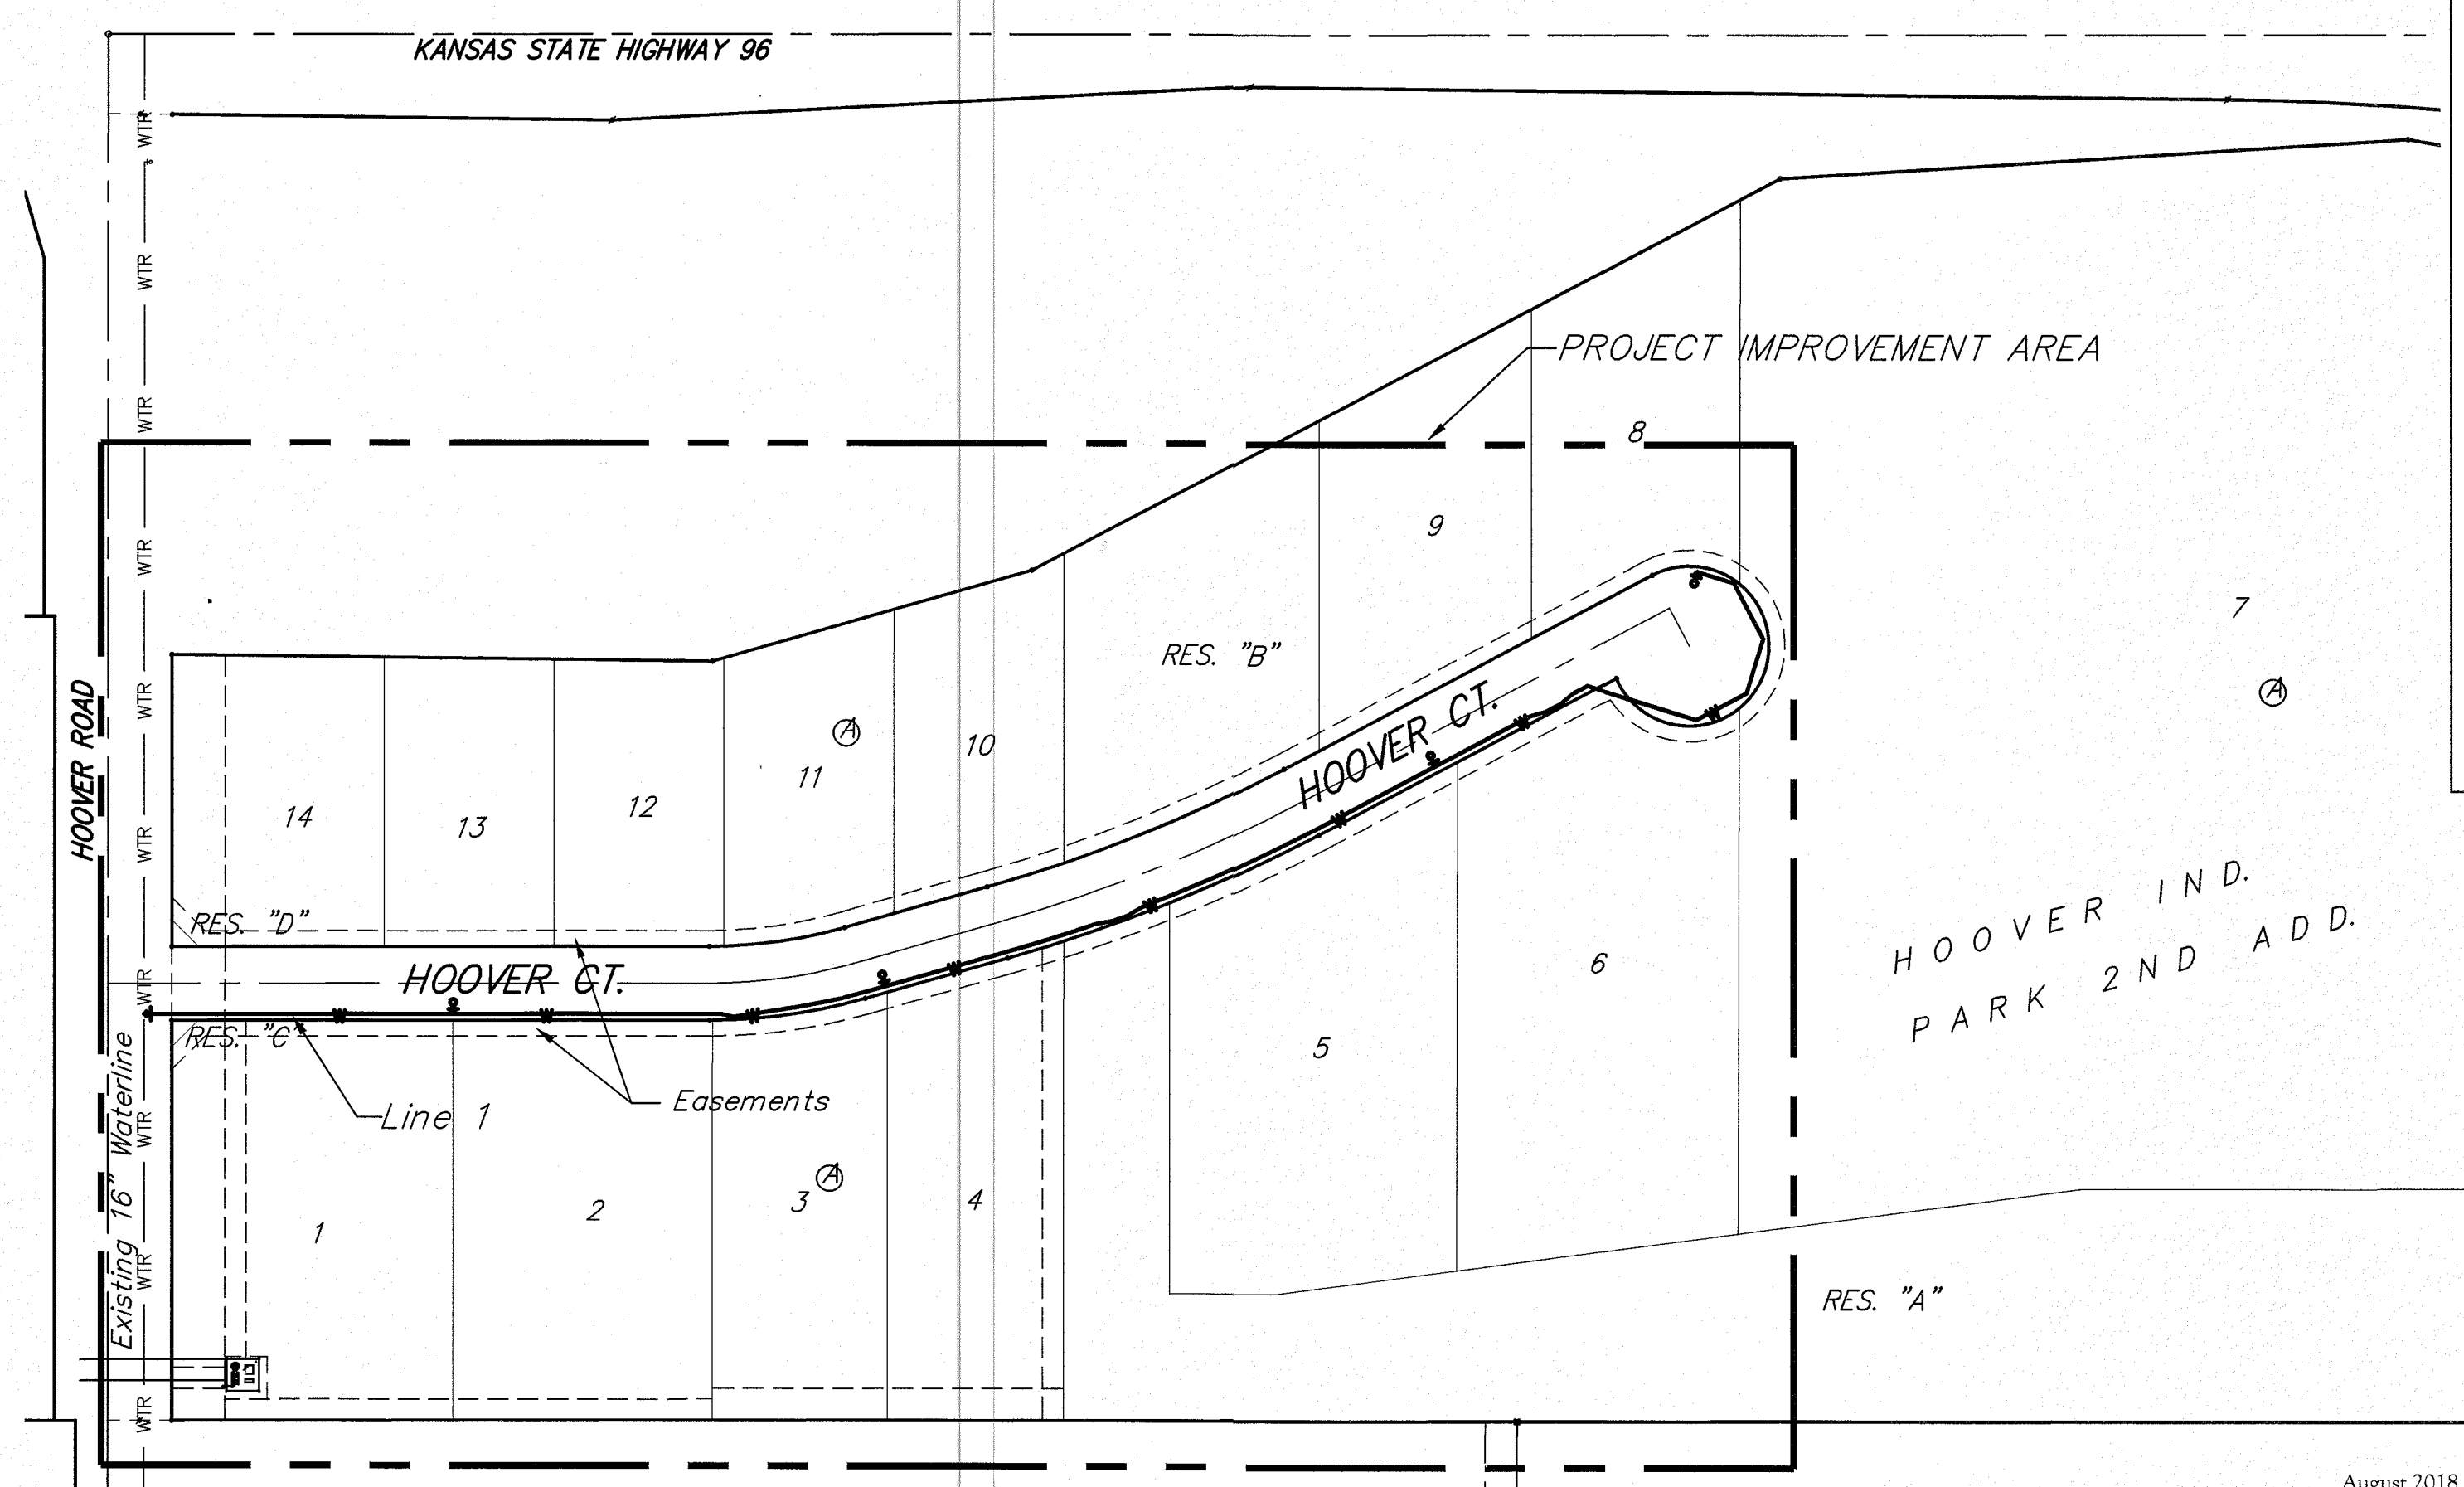 KANSAS STATE HIGHWAY 96
WTR
WTR
WTR
PROJECT IMPROVEMENT AREA
8
WTR
9
7
A
RES. "B"
HOOVER ROAD
WTR
A
10
11
14
13
12
WTR
HOOVER CT.
W
W
W
RES. "D"
HOOVER CT.
WTR
W
W
W
W
W
RES. "C"
HOOVER IND.
PARK 2ND ADD.
6
5
Line 1
Easements
Existing 16" Waterline
WTR
WTR
WTR
1
2
3
A
4
RES. "A"
August 2018